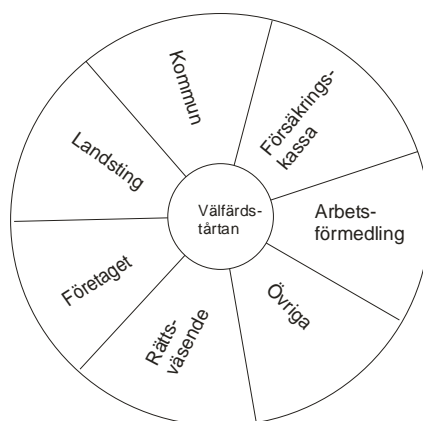 Kommun
Försäkrings-
kassa
Landsting
Välfärds-
tårtan
Arbets-
förmedling
Företaget
Övriga
Rätts-
väsende